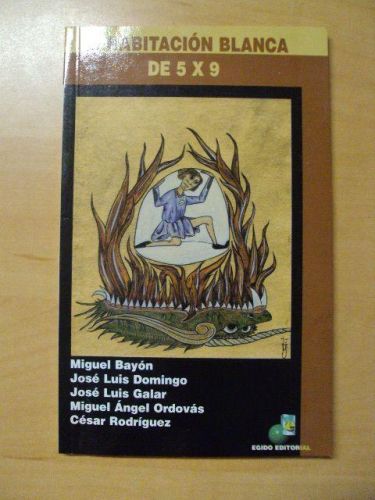 HABITACIÓN BLANCA
DE 5 X 9
Miguel Bayón
José Luis Domingo
José Luis Galar
Miguel Ángel Ordovás
César Rodríguez
EGIDO EDITORIAL